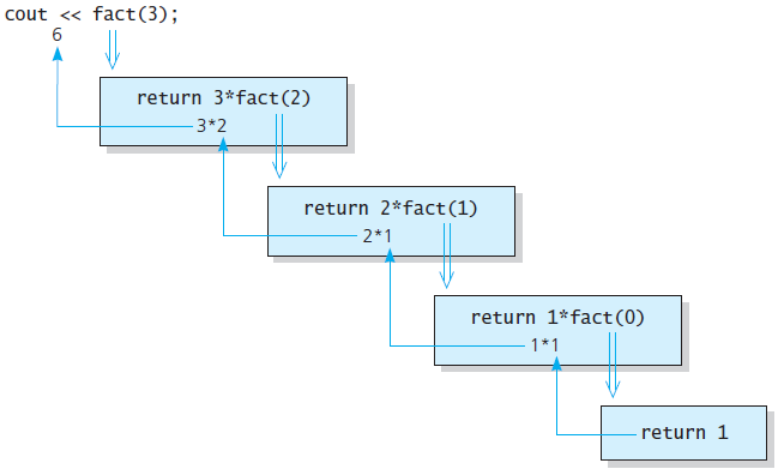 cout << fact(3);
6
return 3*fact(2)
3*2
return 2*fact(1)
2*1
return 1*fact(0)
1*1
return 1